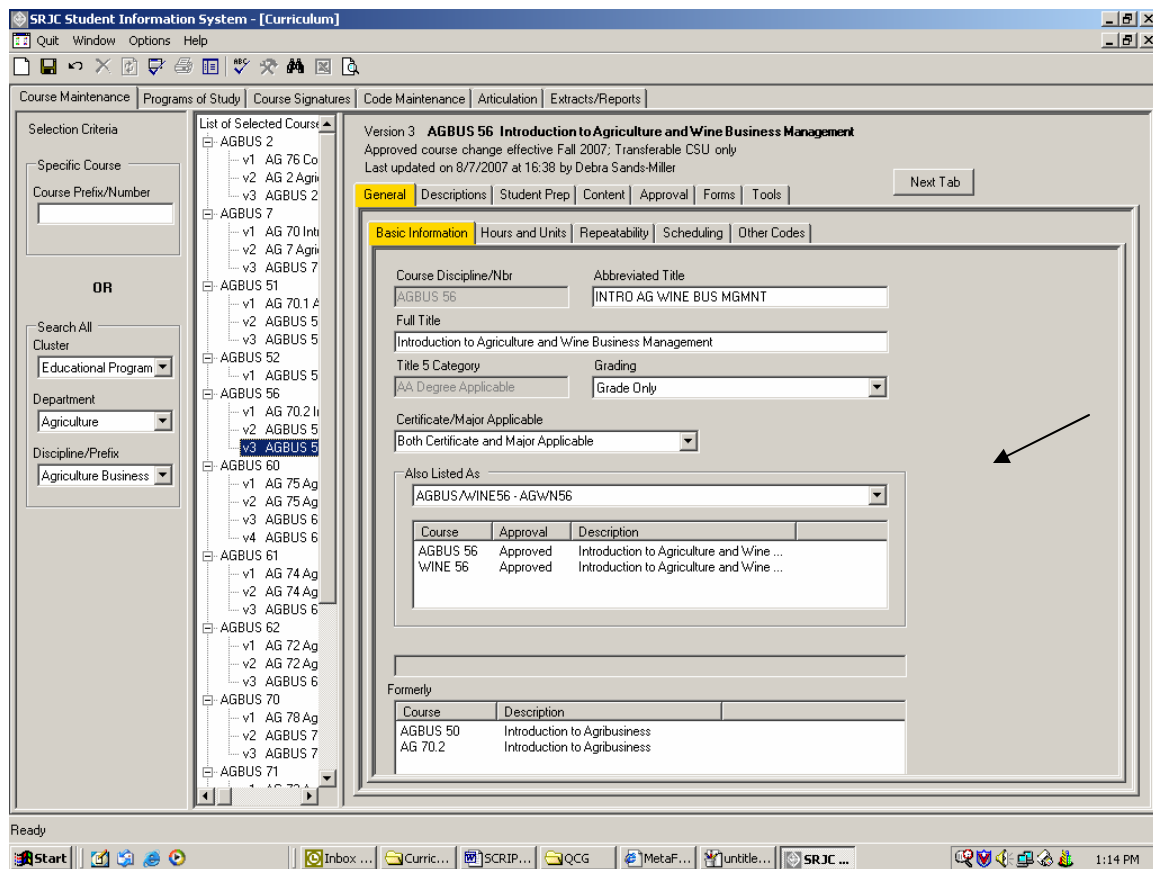 SRJC Student Information System - [Curriculum]
Quit Window Options Help
Course Maintenance Programs of Study Course Signatures Code Maintenance Articulation Extracts/Reports
Selection Criteria
Specific Course
Course Prefix/Number
OR
Search All
Cluster
Educational Program
Department
Agriculture
Discipline/Prefix
Agriculture Business
List of Selected Course
AGBUS 2
v1 AG 76 Co
v2 AG 2 Agri
v3 AGBUS 2
AGBUS 7
v1 AG 70 Intr
v2 AG 7 Agri
v3 AGBUS 7
AGBUS 51
v1 AG 70.1 A
v2 AGBUS 5
v3 AGBUS 5
AGBUS 52
v1 AGBUS 5
AGBUS 56
v1 AG 70.2 I
v2 AGBUS 5
v3 AGBUS 5
AGBUS 60
v1 AG 75 Ag
v2 AG 75 Ag
v3 AGBUS 6
v4 AGBUS 6
AGBUS 61
v1 AG 74 Ag
v2 AG 74 Ag
v3 AGBUS 6
AGBUS 62
v1 AG 72 Ag
v2 AG 72 Ag
v3 AGBUS 6
AGBUS 70
v1 AG 78 Ag
v2 AGBUS 7
v3 AGBUS 7
AGBUS 71
Version 3 AGBUS 56 Introduction to Agriculture and Wine Business Management
Approved course change effective Fall 2007; Transferable CSU only
Last updated on 8/7/2007 at 16:38 by Debra Sands-Miller
Next Tab
General Descriptions Student Prep Content Approval Forms Tools
Basic Information Hours and Units Repeatability Scheduling Other Codes
Course Discipline/Nbr Abbreviated Title
AGBUS 56 INTRO AG WINE BUS MGMNT
Full Title
Introduction to Agriculture and Wine Business Management
Title 5 Category Grading
AA Degree Applicable Grade Only
Certificate/Major Applicable
Both Certificate and Major Applicable
Also Listed As
AGBUS/WINE56 - AGWN56
Course Approval Description
AGBUS 56 Approved Introduction to Agriculture and Wine ...
WINE 56 Approved Introduction to Agriculture and Wine ...
Formerly
Course Description
AGBUS 50 Introduction to Agribusiness
AG 70.2 Introduction to Agribusiness
Ready
Start Inbox ... Curric... SCRIP... QCG MetaF... untitle... SRJC ... 1:14 PM